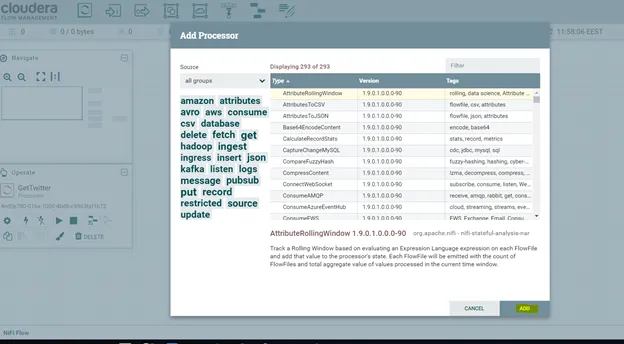 cloudera
FLOW MANAGEMENT
0
0 / 0 bytes
0
0
11:58:06 EEST
Navigate
Operate
GetTwitter
Processor
DELETE
NiFi Flow
Add Processor
Source
all groups
amazon attributes
avro aws consume
csv database
delete fetch get
hadoop ingest
ingress insert json
kafka listen logs
message pubsub
put record
restricted source
update
Displaying 293 of 293
Filter
Type Version Tags
AttributeRollingWindow 1.9.0.1.0.0.0-90 rolling, data science, Attribute ...
AttributesToCSV 1.9.0.1.0.0.0-90 flowfile, csv, attributes
AttributesToJSON 1.9.0.1.0.0.0-90 flowfile, json, attributes
Base64EncodeContent 1.9.0.1.0.0.0-90 encode, base64
CalculateRecordStats 1.9.0.1.0.0.0-90 stats, record, metrics
CaptureChangeMySQL 1.9.0.1.0.0.0-90 cdc, jdbc, mysql, sql
CompareFuzzyHash 1.9.0.1.0.0.0-90 fuzzy-hashing, hashing, cyber-...
CompressContent 1.9.0.1.0.0.0-90 lzma, decompress, compress, ...
ConnectWebSocket 1.9.0.1.0.0.0-90 subscribe, consume, listen, We...
ConsumeAMQP 1.9.0.1.0.0.0-90 receive, amqp, rabbit, get, cons...
ConsumeAzureEventHub 1.9.0.1.0.0.0-90 cloud, streaming, streams, eve...
ConsumeEWS 1.9.0.1.0.0.0-90 EWS, Exchange, Email, Consu...
AttributeRollingWindow 1.9.0.1.0.0.0-90 org.apache.nifi - nifi-stateful-analysis-nar
Track a Rolling Window based on evaluating an Expression Language expression on each FlowFile
and add that value to the processor's state. Each FlowFile will be emitted with the count of
FlowFiles and total aggregate value of values processed in the current time window.
CANCEL
ADD